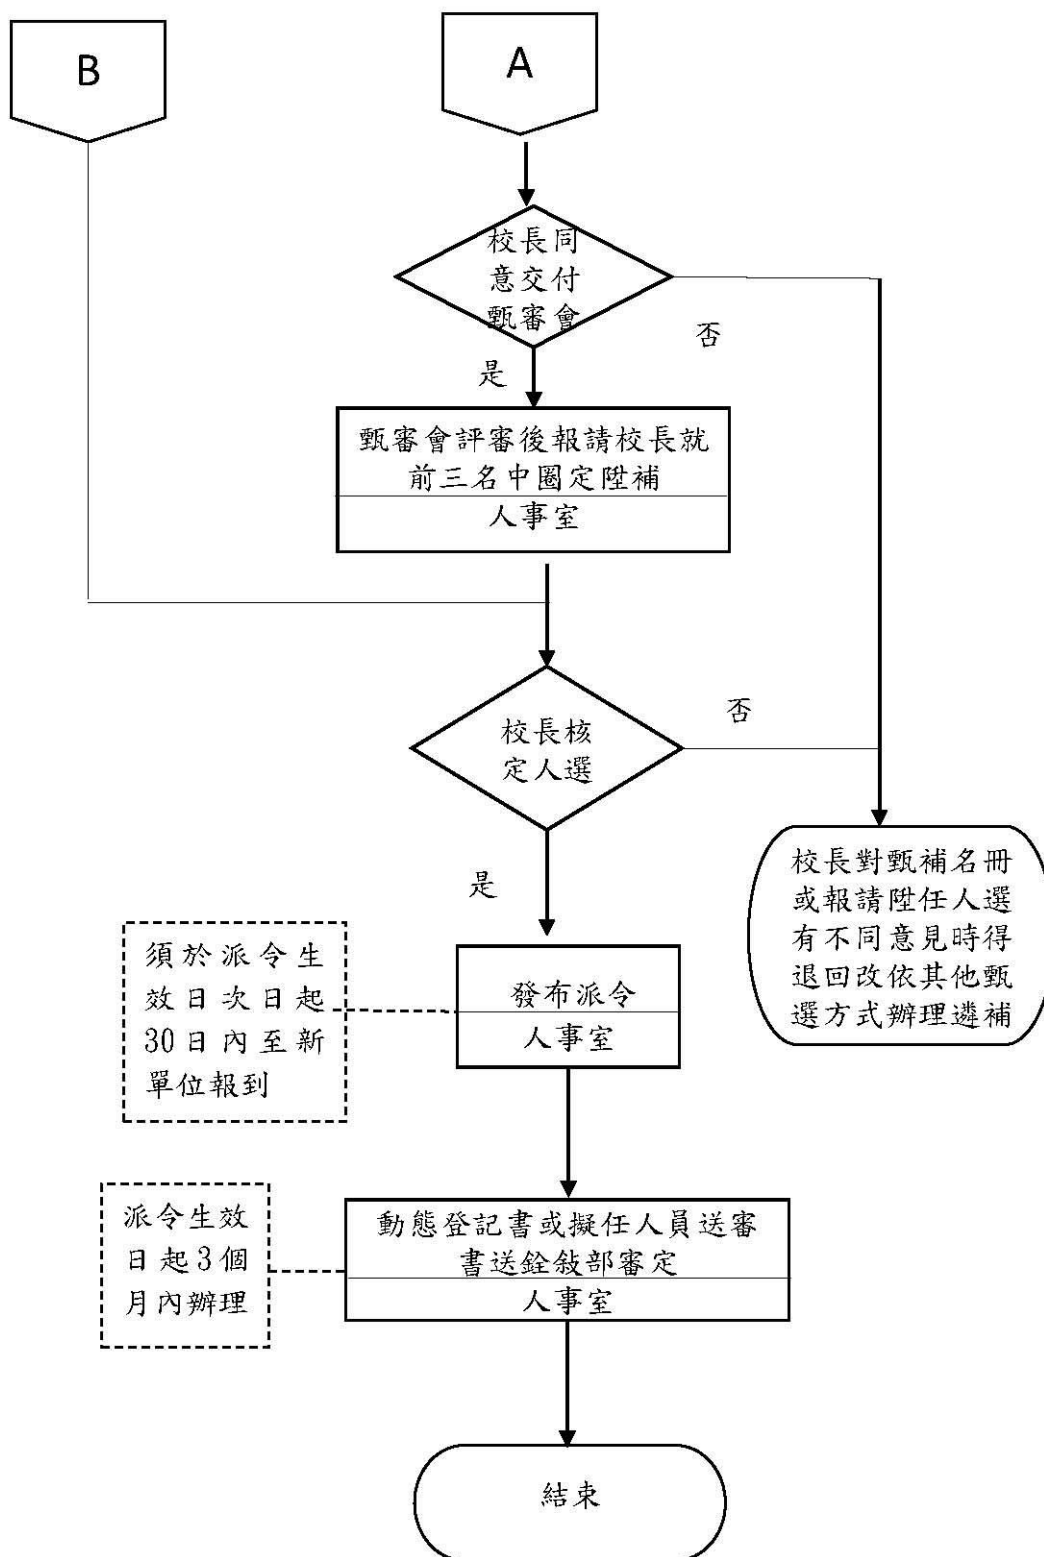 B
A
校長同
意交付
甄審會
否
是
甄審會評審後報請校長就
前三名中圈定陞補
人事室
校長核
定人選
否
是
校長對甄補名冊
或報請陞任人選
有不同意見時得
退回改依其他甄
選方式辦理遴補
須於派令生
效日次日起
30日內至新
單位報到
發布派令
人事室
派令生效
日起3個
月內辦理
動態登記書或擬任人員送審
書送銓敍部審定
人事室
結束